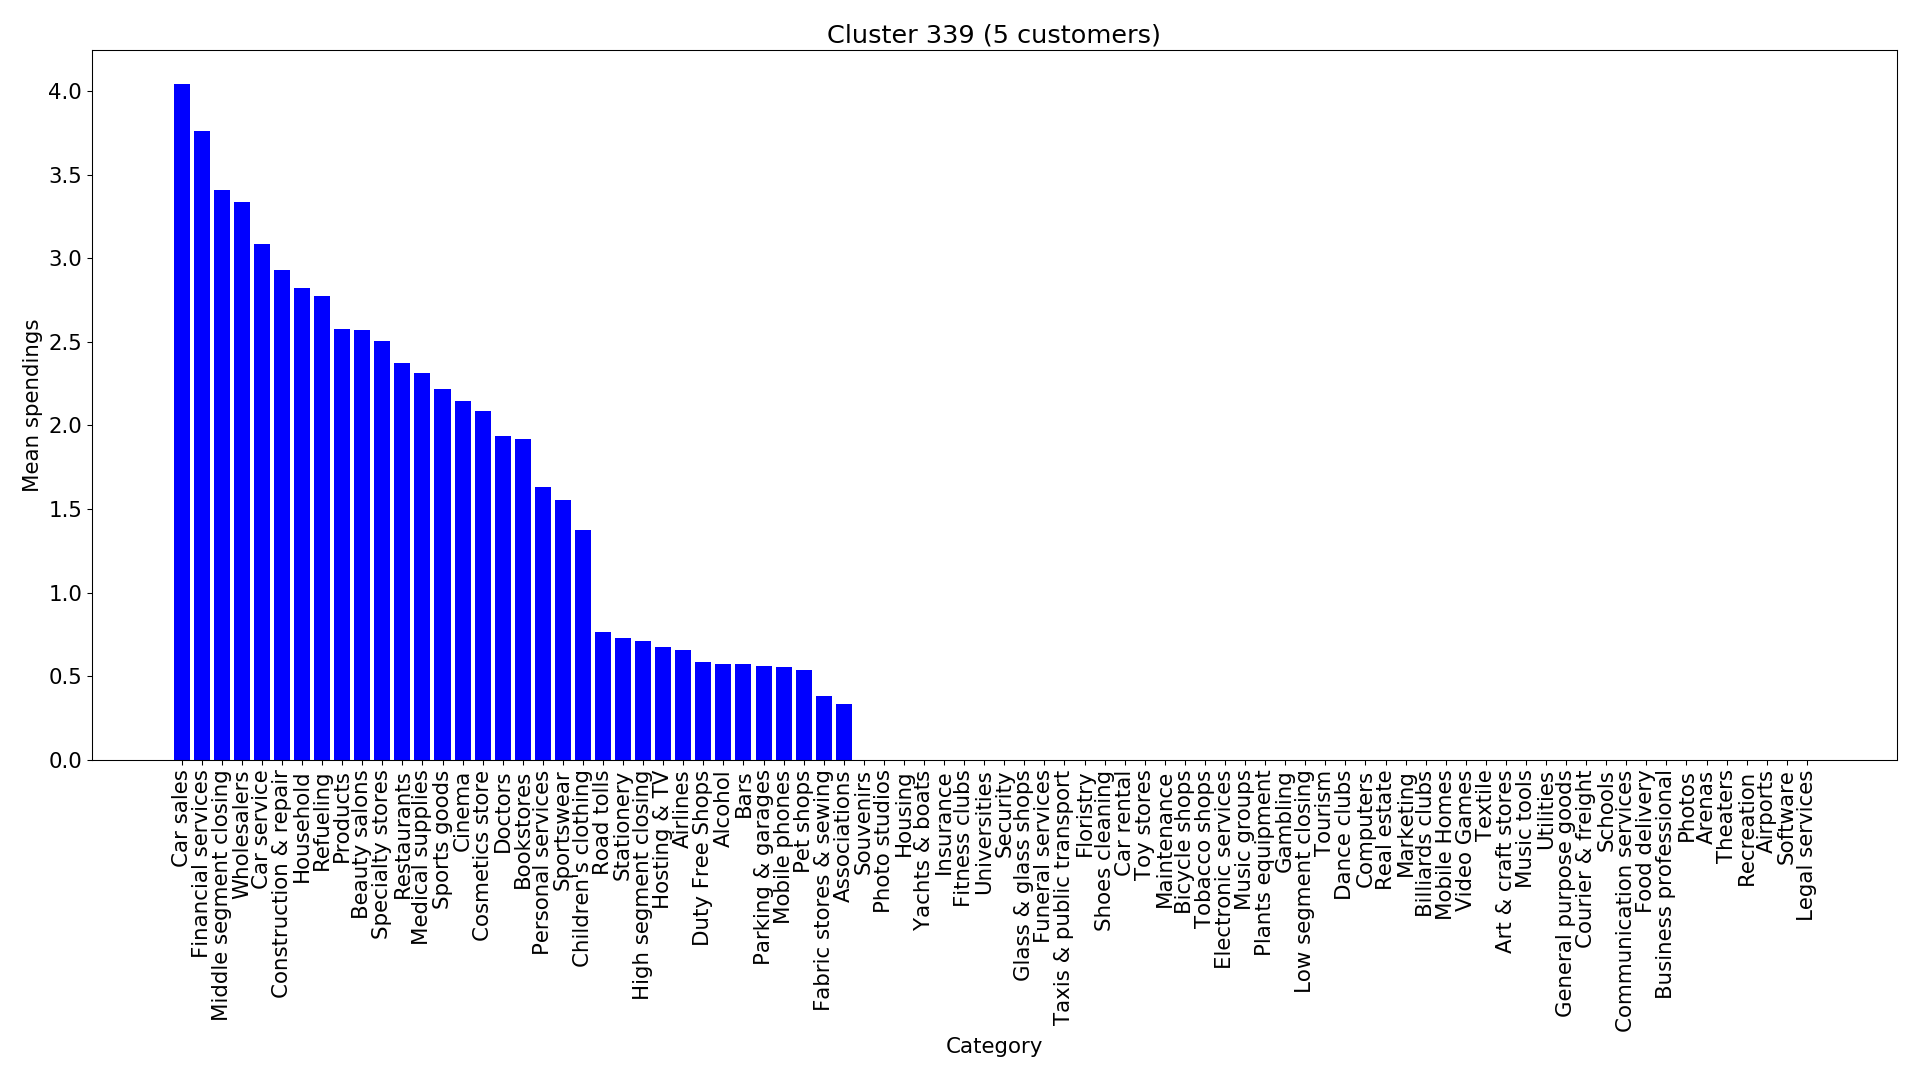 Cluster 339 (5 customers)
4.0
3.5
3.0
2.5
2.0
1.5
1.0
0.5
0.0
Mean spendings
Car sales
Financial services
Middle segment closing
Wholesalers
Car service
Construction & repair
Household
Refueling
Products
Beauty salons
Specialty stores
Restaurants
Medical supplies
Sports goods
Cinema
Cosmetics store
Doctors
Bookstores
Personal services
Sportswear
Children's clothing
Road tolls
Stationery
High segment closing
Hosting & TV
Airlines
Duty Free Shops
Alcohol
Bars
Parking & garages
Mobile phones
Pet shops
Fabric stores & sewing
Associations
Souvenirs
Photo studios
Housing
Yachts & boats
Insurance
Fitness clubs
Universities
Security
Glass & glass shops
Funeral services
Taxis & public transport
Floristry
Shoes cleaning
Car rental
Toy stores
Maintenance
Bicycle shops
Tobacco shops
Electronic services
Music groups
Plants equipment
Gambling
Low segment closing
Tourism
Dance clubs
Computers
Real estate
Marketing
Billiards clubs
Mobile Homes
Video Games
Textile
Art & craft stores
Music tools
Utilities
General purpose goods
Courier & freight
Schools
Communication services
Food delivery
Business professional
Photos
Arenas
Theaters
Recreation
Airports
Software
Legal services
Category